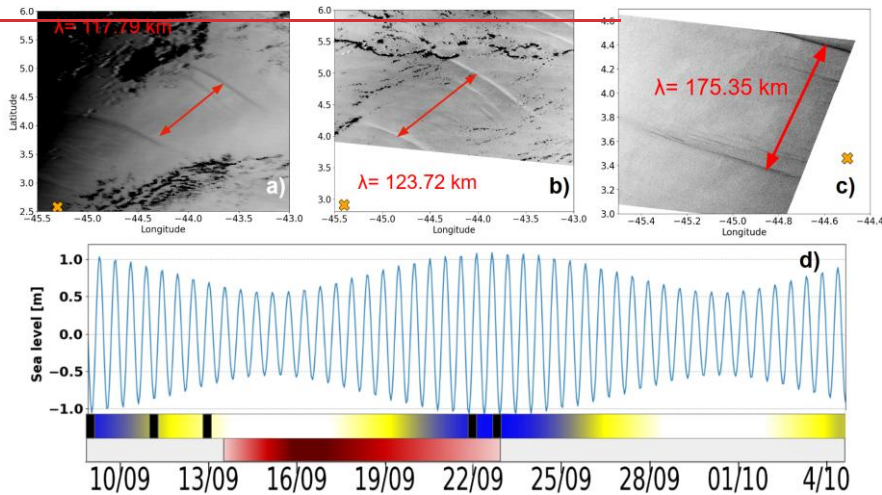 λ= 117.79 km
6.0
5.5
5.0
4.5
4.0
3.5
3.0
2.5
Latitude
a)
−45.5 −45.0 −44.5 −44.0 −43.5 −43.0
Longitude
6.0
5.5
5.0
4.5
4.0
3.5
3.0
b)
λ= 123.72 km
−45.5 −45.0 −44.5 −44.0 −43.5 −43.0
Longitude
4.6
4.4
4.2
4.0
3.8
3.6
3.4
3.2
3.0
λ= 175.35 km
c)
−45.4 −45.2 −45.0 −44.8 −44.6 −44.4
Longitude
d)
Sea level [m]
1.0
0.5
0.0
−0.5
−1.0
10/09 13/09 16/09 19/09 22/09 25/09 28/09 01/10 4/10